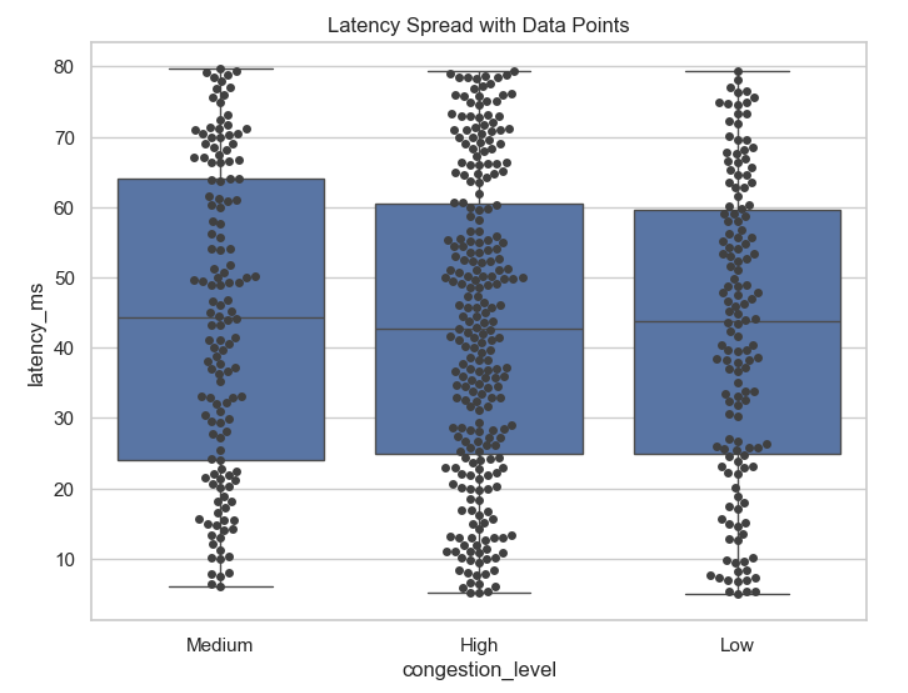 Latency Spread with Data Points
80
70
60
50
40
30
20
10
latency_ms
Medium
High
Low
congestion_level